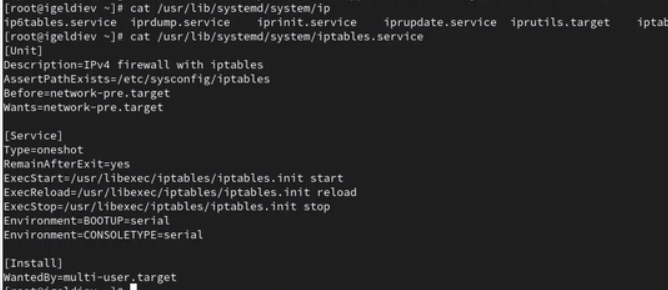 [root@igeldiev ~]# cat /usr/lib/systemd/system/ip
ip6tables.service iprdump.service iprinit.service iprupdate.service iprutils.target iptab
[root@igeldiev ~]# cat /usr/lib/systemd/system/iptables.service
[Unit]
Description=IPv4 firewall with iptables
AssertPathExists=/etc/sysconfig/iptables
Before=network-pre.target
Wants=network-pre.target
[Service]
Type=oneshot
RemainAfterExit=yes
ExecStart=/usr/libexec/iptables/iptables.init start
ExecReload=/usr/libexec/iptables/iptables.init reload
ExecStop=/usr/libexec/iptables/iptables.init stop
Environment=BOOTUP=serial
Environment=CONSOLETYPE=serial
[Install]
WantedBy=multi-user.target
[root@igeldiev ~]#